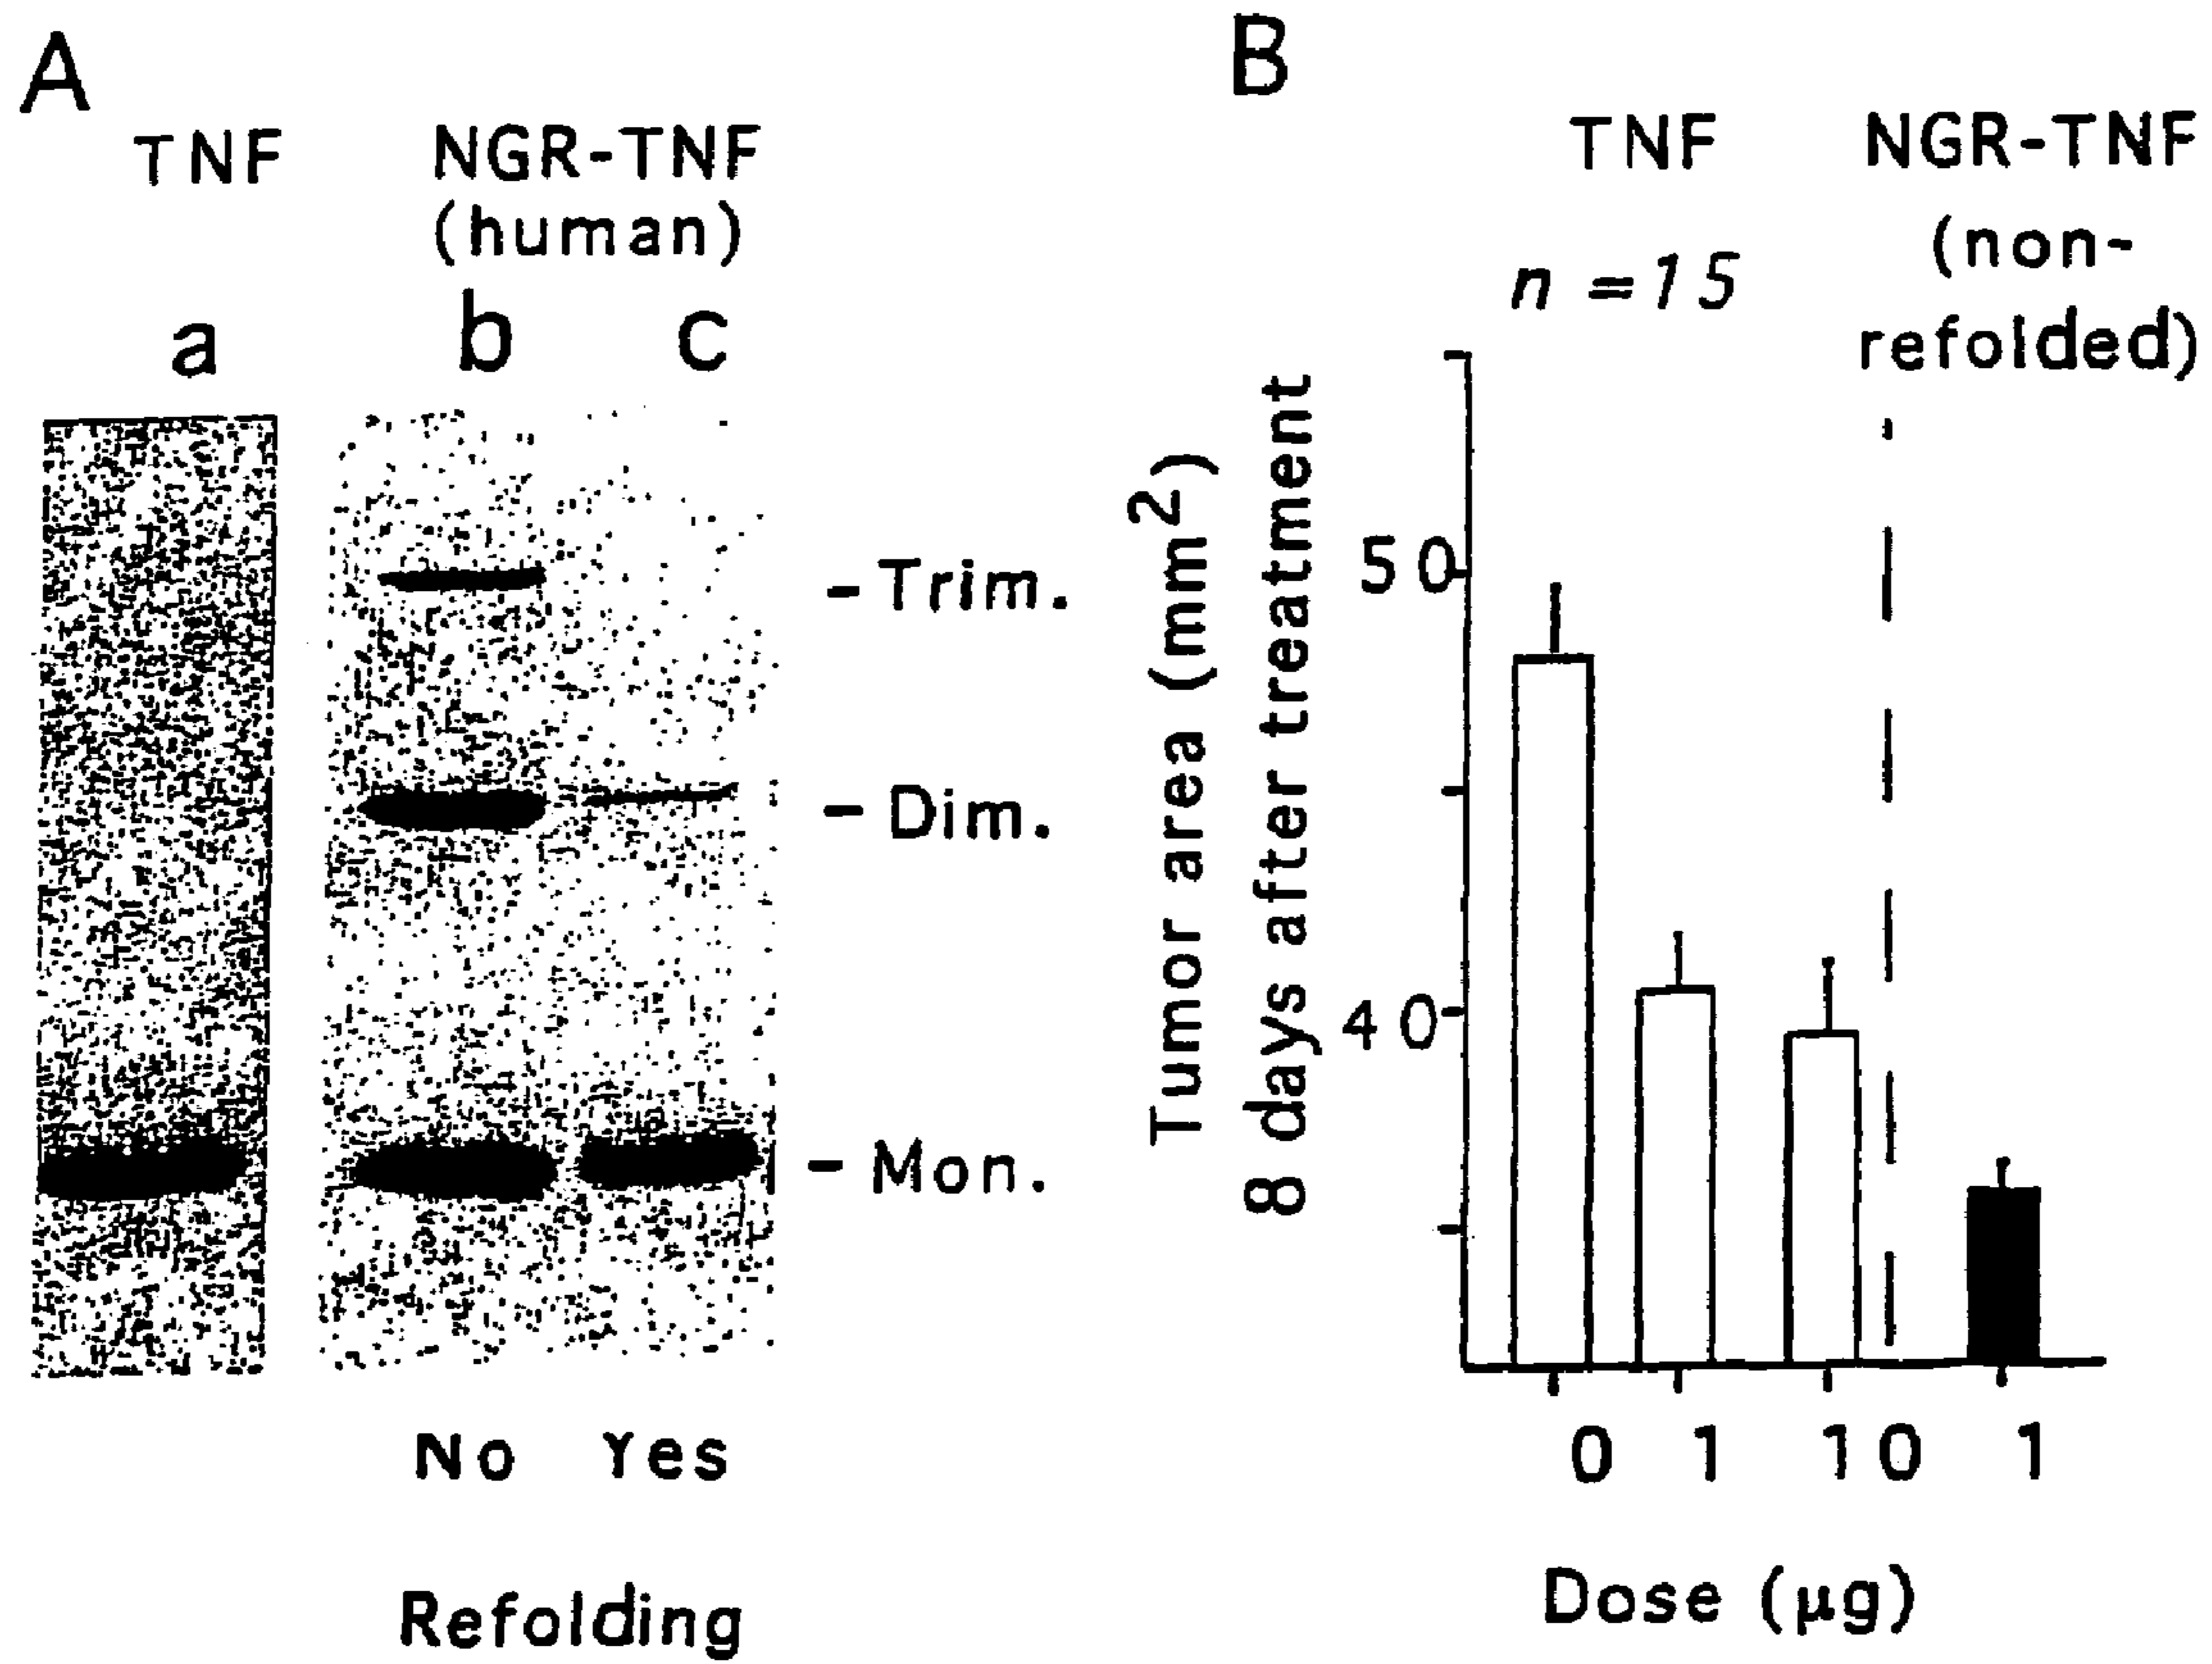 A
TNF
NGR-TNF
(human)
a
b
c
- Trim.
- Dim.
- Mon.
No Yes
Refolding
B
TNF
NGR-TNF
(non-
refolded)
n = 15
Tumor area (mm²)
8 days after treatment
50
40
0 1 10 1
Dose (µg)